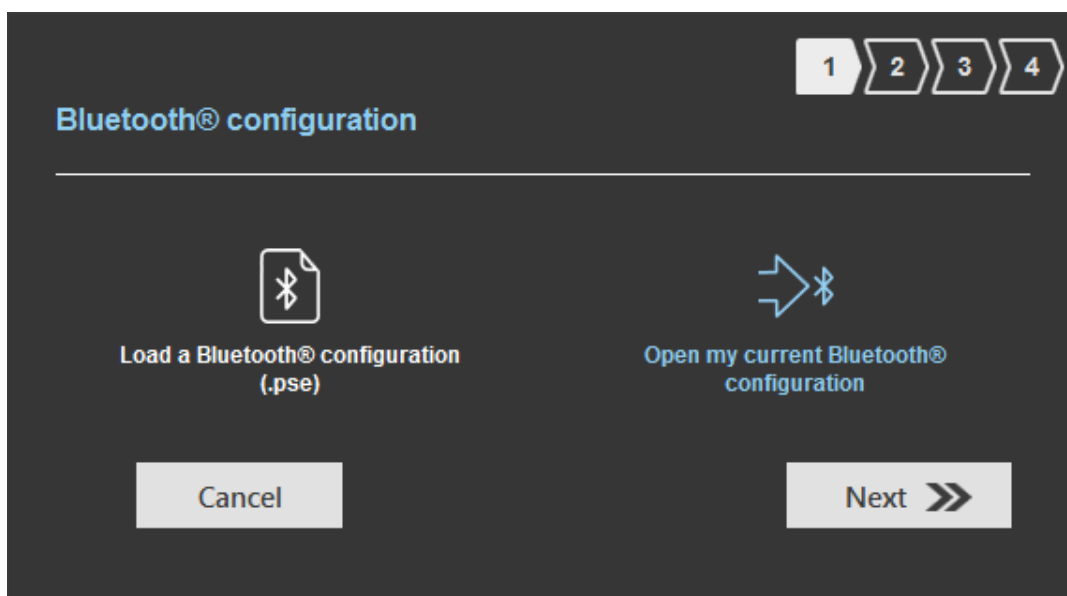 1 2 3 4
Bluetooth® configuration
Load a Bluetooth® configuration
(.pse)
Open my current Bluetooth®
configuration
Cancel
Next